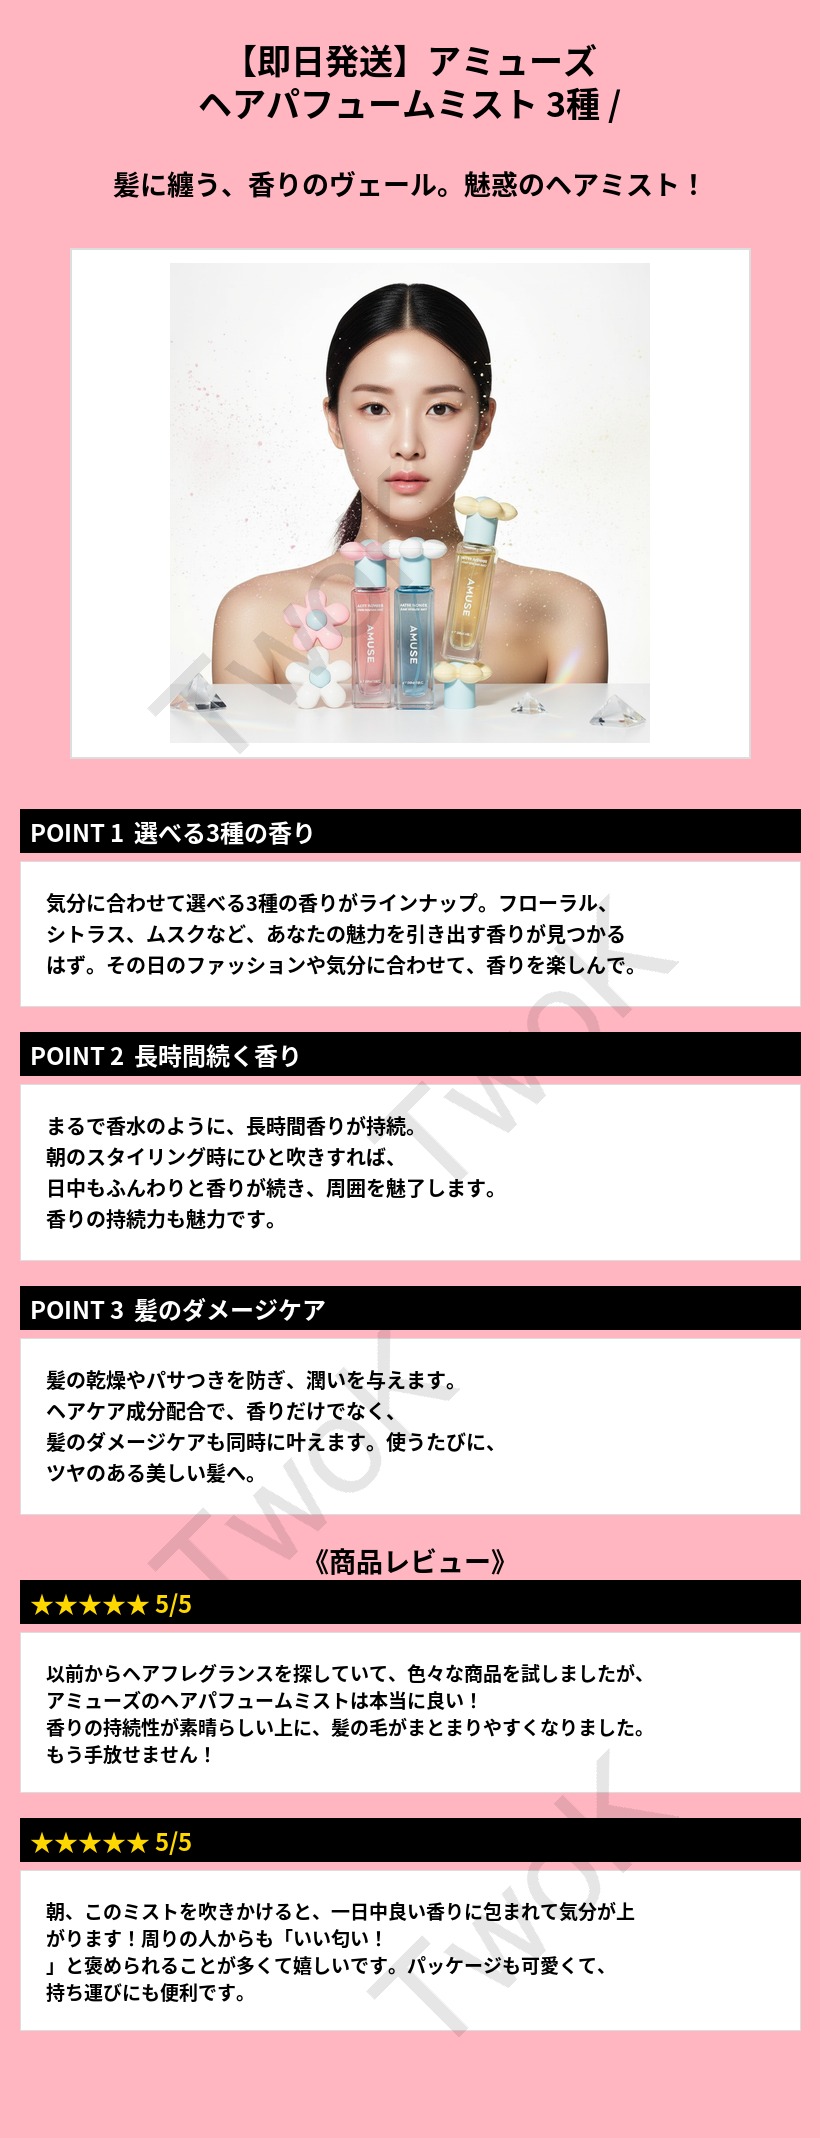 【即日発送】アミューズ
ヘアパフュームミスト 3種 /
髪に纏う、香りのヴェール。魅惑のヘアミスト！
AMUSE
AMUSE
AMUSE
TwoK
POINT 1 選べる3種の香り
気分に合わせて選べる3種の香りがラインナップ。フローラル、
シトラス、ムスクなど、あなたの魅力を引き出す香りが見つかる
はず。その日のファッションや気分に合わせて、香りを楽しんで。
TwoK
POINT 2 長時間続く香り
まるで香水のように、長時間香りが持続。
朝のスタイリング時にひと吹きすれば、
日中もふんわりと香りが続き、周囲を魅了します。
香りの持続力も魅力です。
POINT 3 髪のダメージケア
髪の乾燥やパサつきを防ぎ、潤いを与えます。
ヘアケア成分配合で、香りだけでなく、
髪のダメージケアも同時に叶えます。使うたびに、
ツヤのある美しい髪へ。
TwoK
《商品レビュー》
★★★★★ 5/5
以前からヘアフレグランスを探していて、色々な商品を試しましたが、
アミューズのヘアパフュームミストは本当に良い！
香りの持続性が素晴らしい上に、髪の毛がまとまりやすくなりました。
もう手放せません！
★★★★★ 5/5
朝、このミストを吹きかけると、一日中良い香りに包まれて気分が上
がります！周りの人からも「いい匂い！
」と褒められることが多くて嬉しいです。パッケージも可愛くて、
持ち運びにも便利です。
TwoK